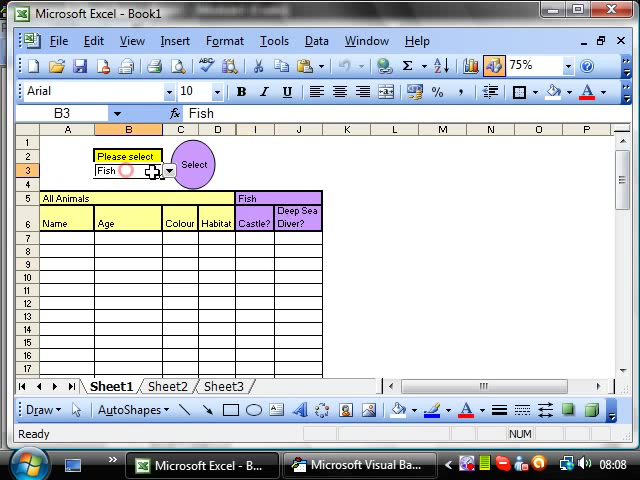 Microsoft Excel - Book1
File Edit View Insert Format Tools Data Window Help
75%
Arial 10 B I U
B3 fx Fish
A B C D I J K L M N O P
1
2 Please select
Select
3 Fish
4
5 All Animals Fish
6 Name Age Colour Habitat Castle? Deep Sea Diver?
7
8
9
10
11
12
13
14
15
16
17
Sheet1 Sheet2 Sheet3
Draw AutoShapes
Ready NUM
Microsoft Excel - B... Microsoft Visual Ba... 08:08